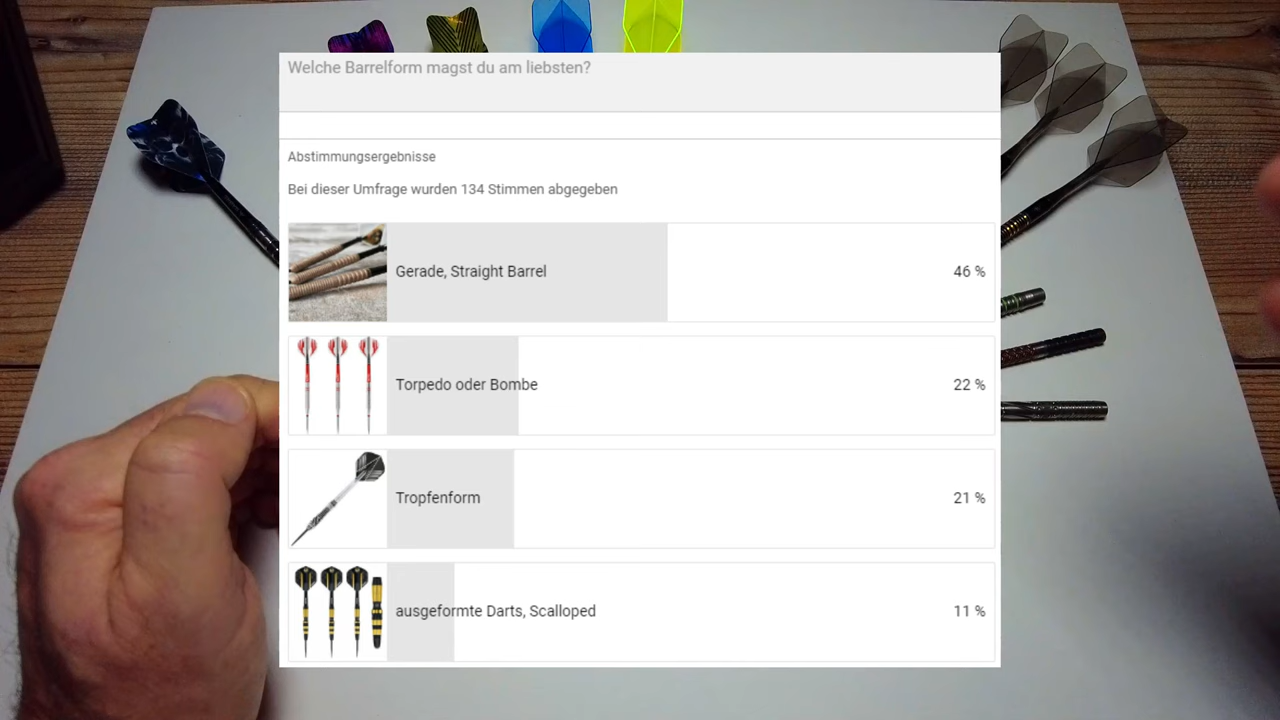 Welche Barrelform magst du am liebsten?
Abstimmungsergebnisse
Bei dieser Umfrage wurden 134 Stimmen abgegeben
Gerade, Straight Barrel 46 %
Torpedo oder Bombe 22 %
Tropfenform 21 %
ausgeformte Darts, Scalloped 11 %